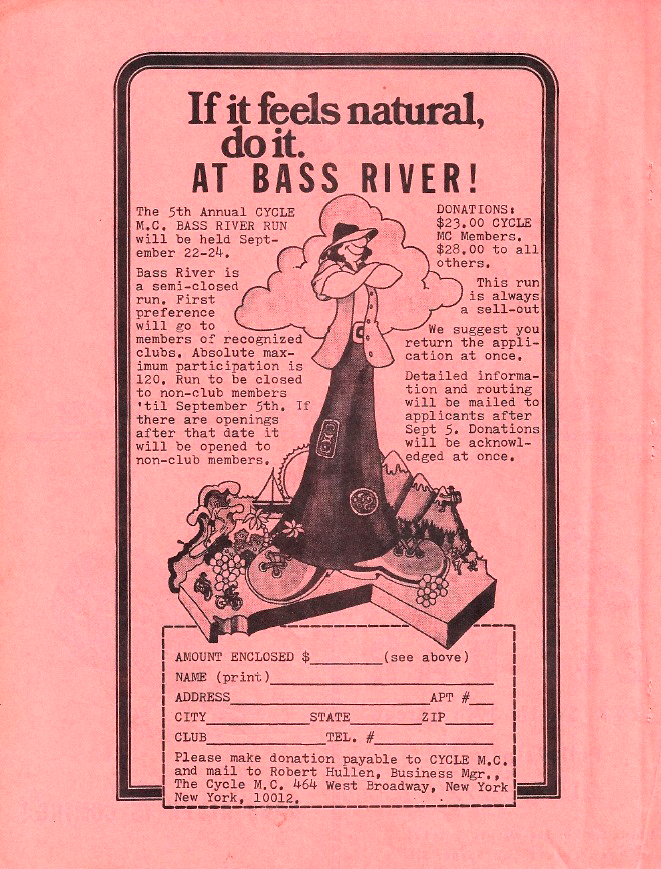 If it feels natural,
do it.
AT BASS RIVER!
The 5th Annual CYCLE
M.C. BASS RIVER RUN
will be held Sept-
ember 22-24.
Bass River is
a semi-closed
run. First
preference
will go to
members of recognized
clubs. Absolute max-
imum participation is
120. Run to be closed
to non-club members
'til September 5th. If
there are openings
after that date it
will be opened to
non-club members.
DONATIONS:
$23.00 CYCLE
MC Members.
$28.00 to all
others.
This run
is always
a sell-out
We suggest you
return the appli-
cation at once.
Detailed informa-
tion and routing
will be mailed to
applicants after
Sept 5. Donations
will be acknowl-
edged at once.
AMOUNT ENCLOSED $________(see above)
NAME (print)________________________
ADDRESS______________________APT #__
CITY___________STATE________ZIP_____
CLUB_____________TEL. #_____________
Please make donation payable to CYCLE M.C.
and mail to Robert Hullen, Business Mgr.,
The Cycle M.C. 464 West Broadway, New York
New York, 10012.